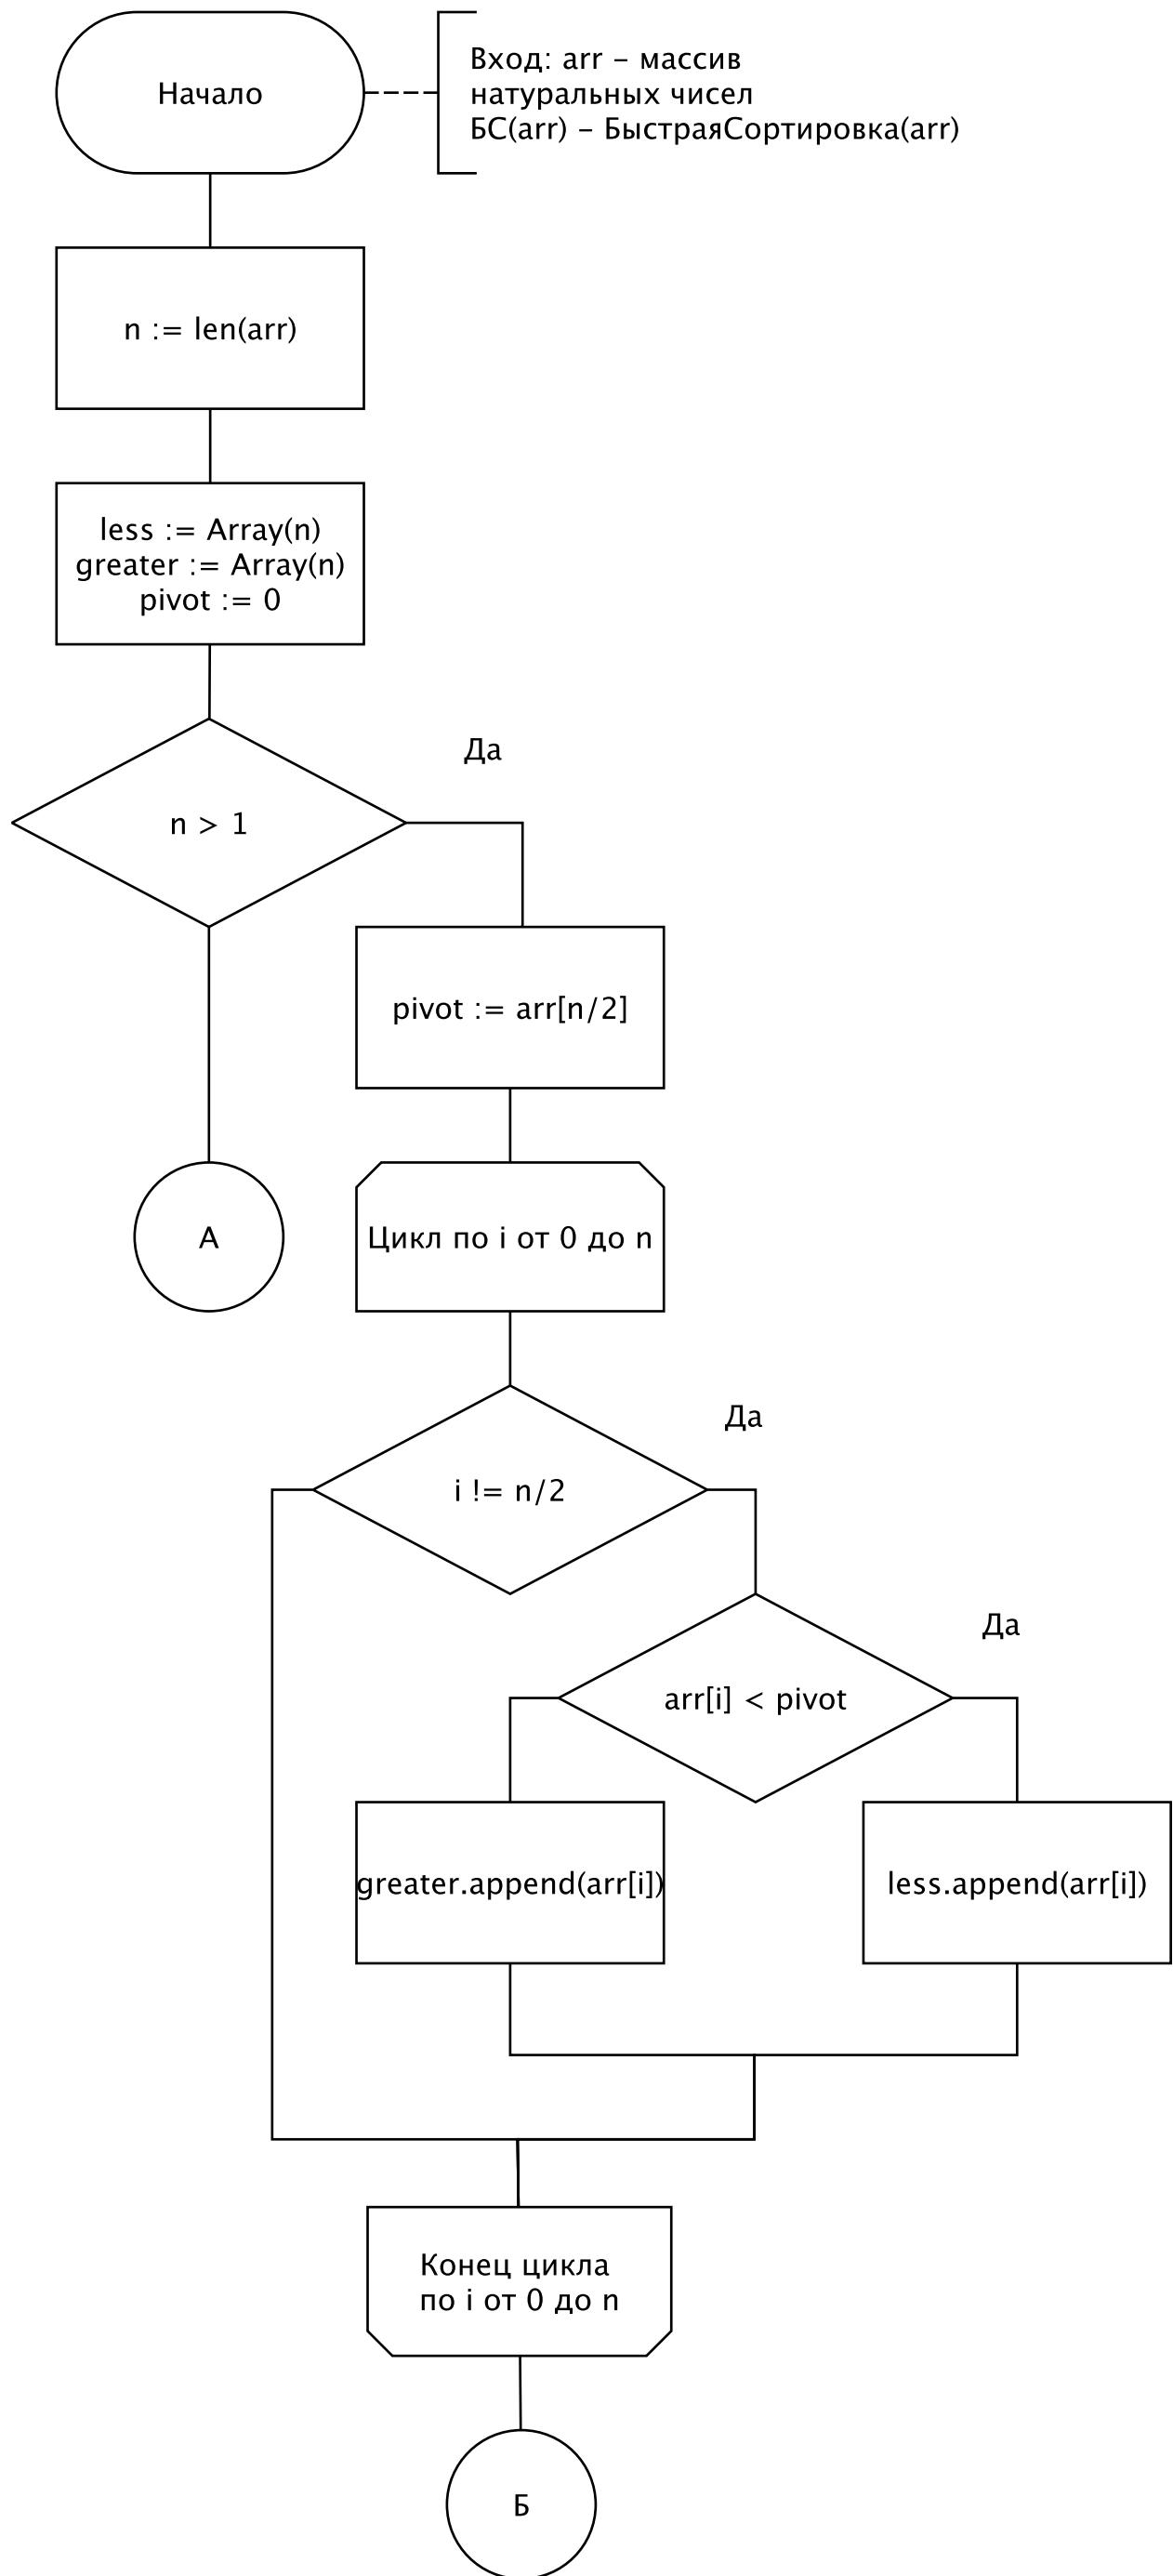 Начало
Вход: arr – массив
натуральных чисел
БС(arr) – БыстраяСортировка(arr)
n := len(arr)
less := Array(n)
greater := Array(n)
pivot := 0
Да
n > 1
pivot := arr[n/2]
А
Цикл по i от 0 до n
Да
i != n/2
Да
arr[i] < pivot
greater.append(arr[i])
less.append(arr[i])
Конец цикла
по i от 0 до n
Б